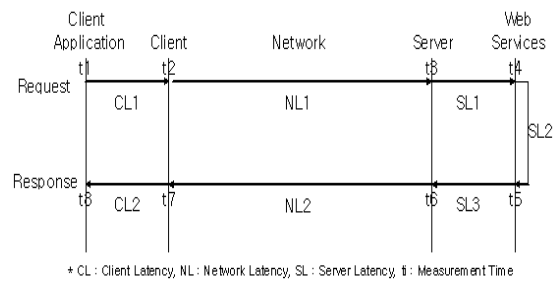 Client Application Client Network Server Web Services
t1 t2 t3 t4
Request
CL1 NL1 SL1
SL2
Response
t8 CL2 t7 NL2 t6 SL3 t5
* CL : Client Latency, NL : Network Latency, SL : Server Latency, ti : Measurement Time